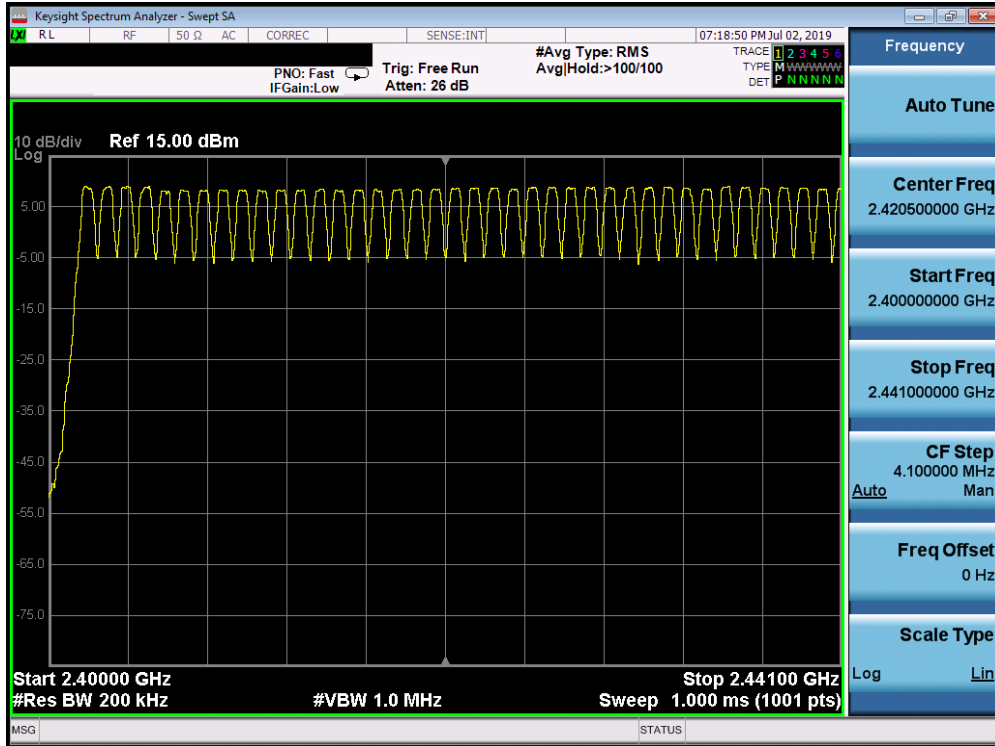 Keysight Spectrum Analyzer - Swept SA
LXI RL RF 50 Ω AC CORREC SENSE:INT 07:18:50 PM Jul 02, 2019
PNO: Fast Trig: Free Run #Avg Type: RMS TRACE 1 2 3 4 5 6
IFGain:Low Atten: 26 dB Avg|Hold:>100/100 TYPE M WWWWW
DET P N N N N N
10 dB/div Ref 15.00 dBm
Log
5.00
-5.00
-15.0
-25.0
-35.0
-45.0
-55.0
-65.0
-75.0
Start 2.40000 GHz Stop 2.44100 GHz
#Res BW 200 kHz #VBW 1.0 MHz Sweep 1.000 ms (1001 pts)
MSG STATUS
Frequency
Auto Tune
Center Freq
2.420500000 GHz
Start Freq
2.400000000 GHz
Stop Freq
2.441000000 GHz
CF Step
4.100000 MHz
Auto Man
Freq Offset
0 Hz
Scale Type
Log Lin